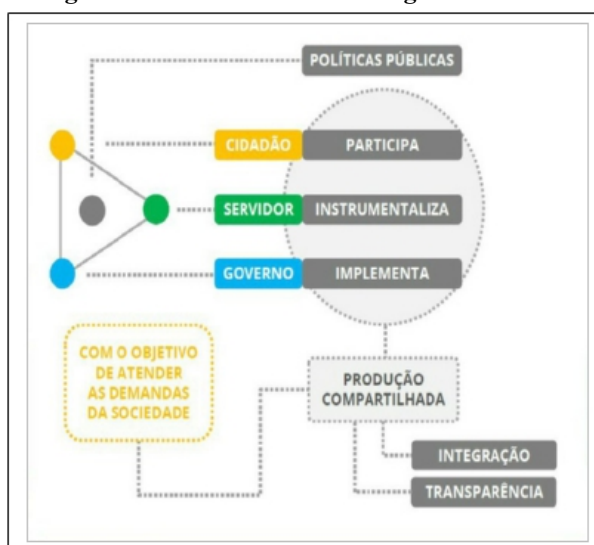 POLÍTICAS PÚBLICAS
CIDADÃO PARTICIPA
SERVIDOR INSTRUMENTALIZA
GOVERNO IMPLEMENTA
COM O OBJETIVO
DE ATENDER
AS DEMANDAS
DA SOCIEDADE
PRODUÇÃO
COMPARTILHADA
INTEGRAÇÃO
TRANSPARÊNCIA